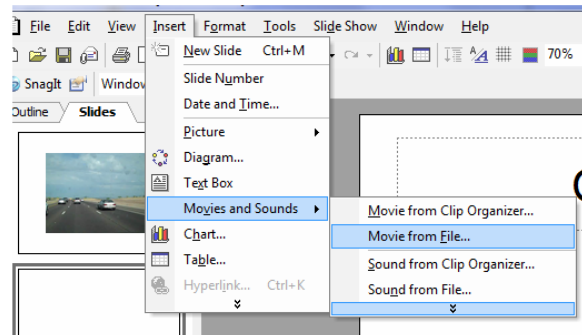 File Edit View Insert Format Tools Slide Show Window Help
70%
SnagIt Window
Outline Slides
New Slide Ctrl+M
Slide Number
Date and Time...
Picture
Diagram...
Text Box
Movies and Sounds
Chart...
Table...
Hyperlink... Ctrl+K
Movie from Clip Organizer...
Movie from File...
Sound from Clip Organizer...
Sound from File...